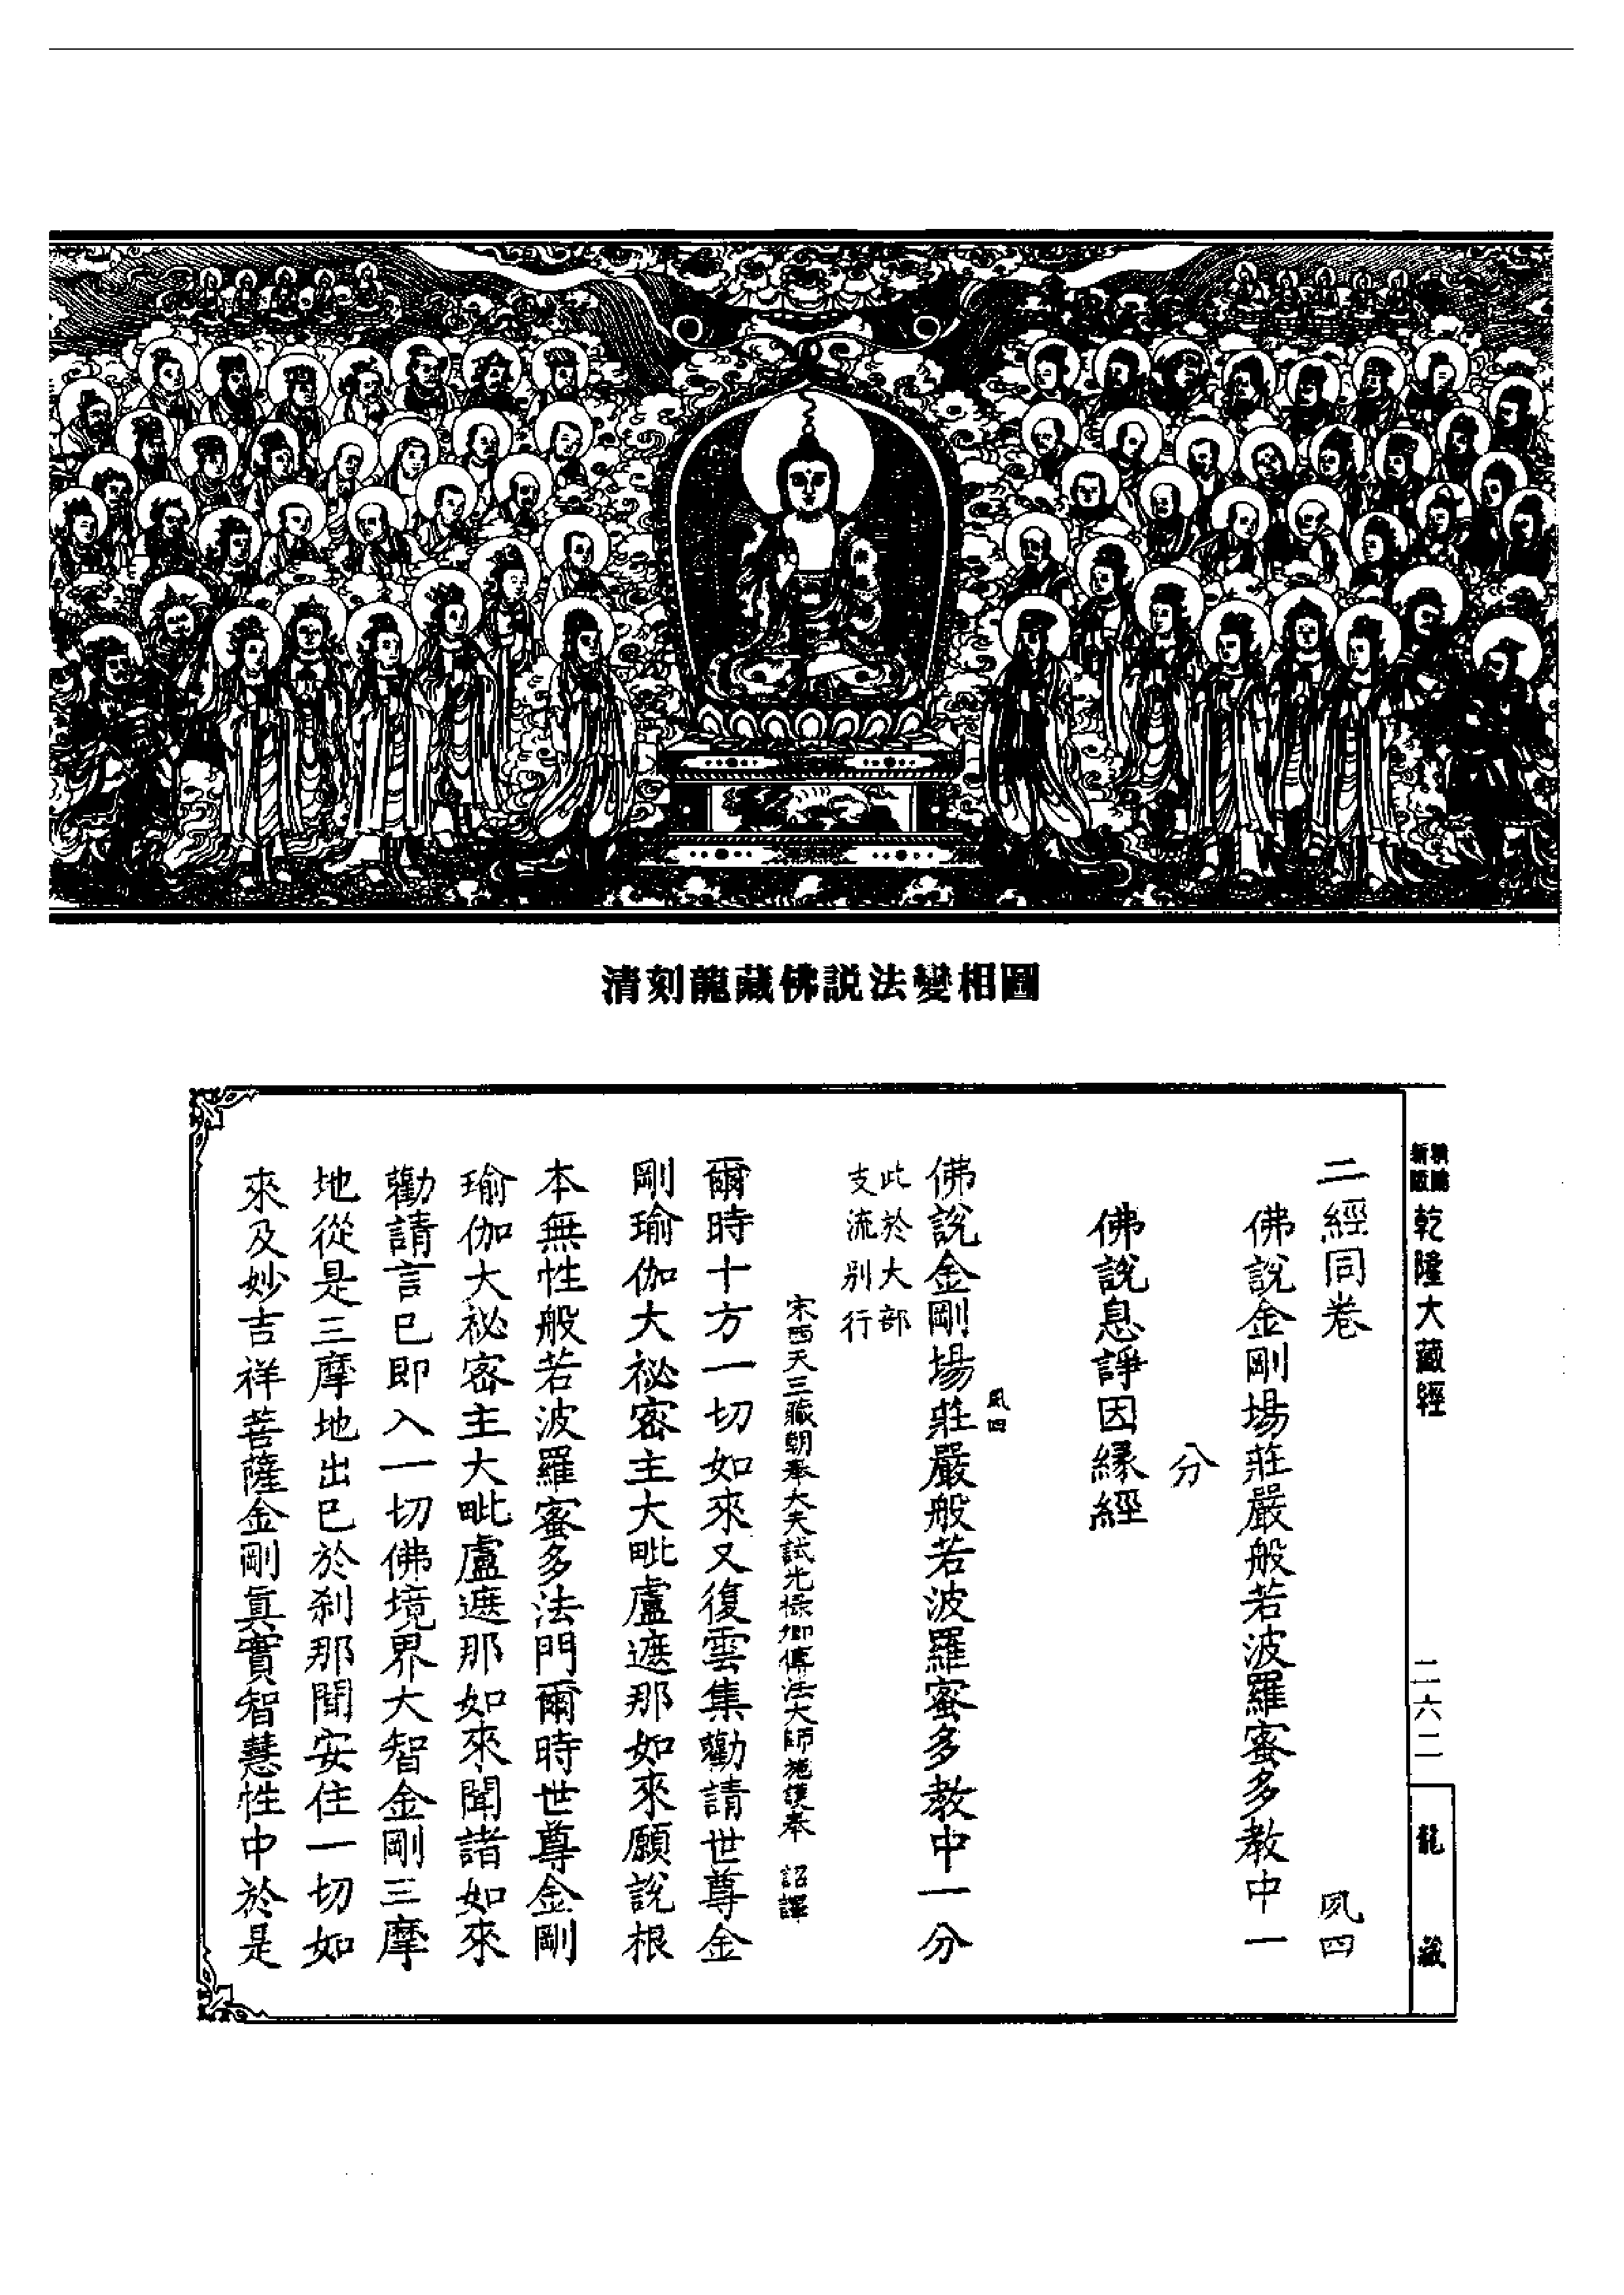 清刻龍藏佛説法變相圖
乾隆大藏經
二六二
龍藏
二經同卷 夙四
佛說金剛場莊嚴般若波羅蜜多教中一
分
佛說息諍因緣經
夙四
佛說金剛場莊嚴般若波羅蜜多教中一分
此於大部
支流別行
宋西天三藏朝奉大夫試光祿卿傳法大師施護奉 詔譯
爾時十方一切如來又復雲集勸請世尊金
剛瑜伽大祕密主大毗盧遮那如來願說根
本無性般若波羅蜜多法門爾時世尊金剛
瑜伽大祕密主大毗盧遮那如來聞諸如來
勸請言已即入一切佛境界大智金剛三摩
地從是三摩地出已於剎那間安住一切如
來及妙吉祥菩薩金剛真實智慧性中於是